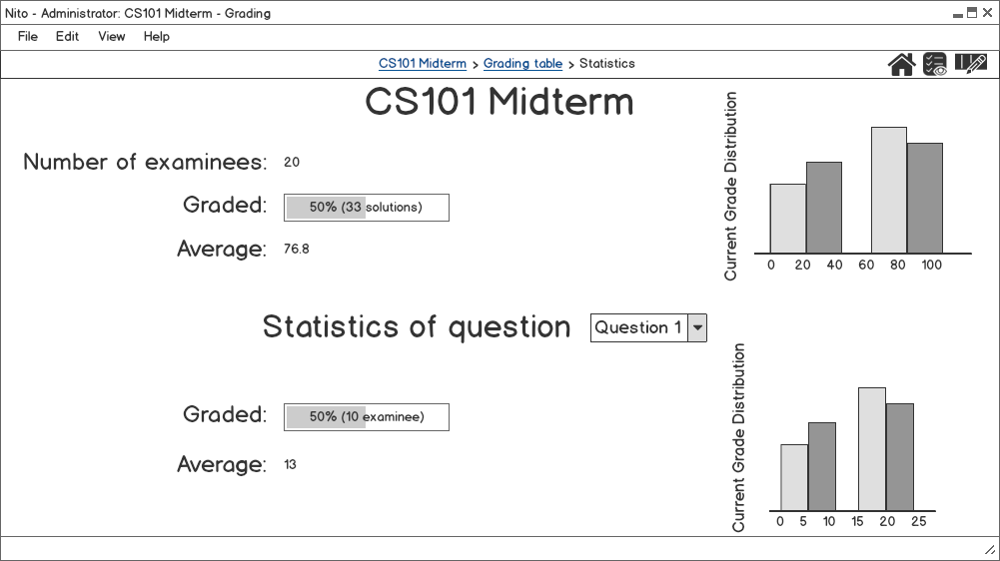 Nito - Administrator: CS101 Midterm - Grading
File Edit View Help
CS101 Midterm > Grading table > Statistics
CS101 Midterm
Number of examinees: 20
Graded: 50% (33 solutions)
Average: 76.8
Current Grade Distribution
0 20 40 60 80 100
Statistics of question Question 1
Graded: 50% (10 examinee)
Average: 13
Current Grade Distribution
0 5 10 15 20 25